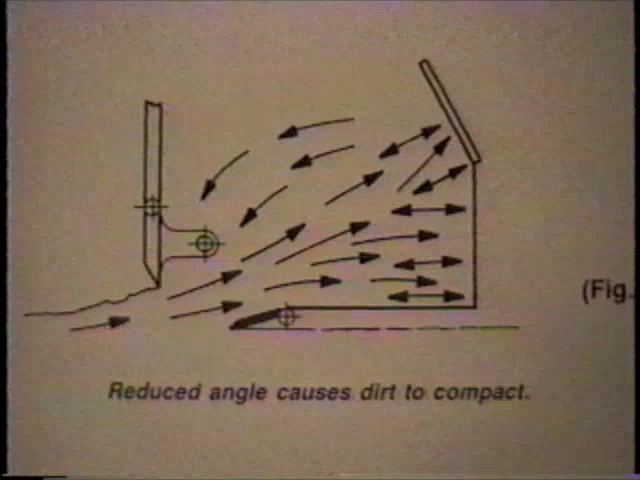 (Fig.
Reduced angle causes dirt to compact.